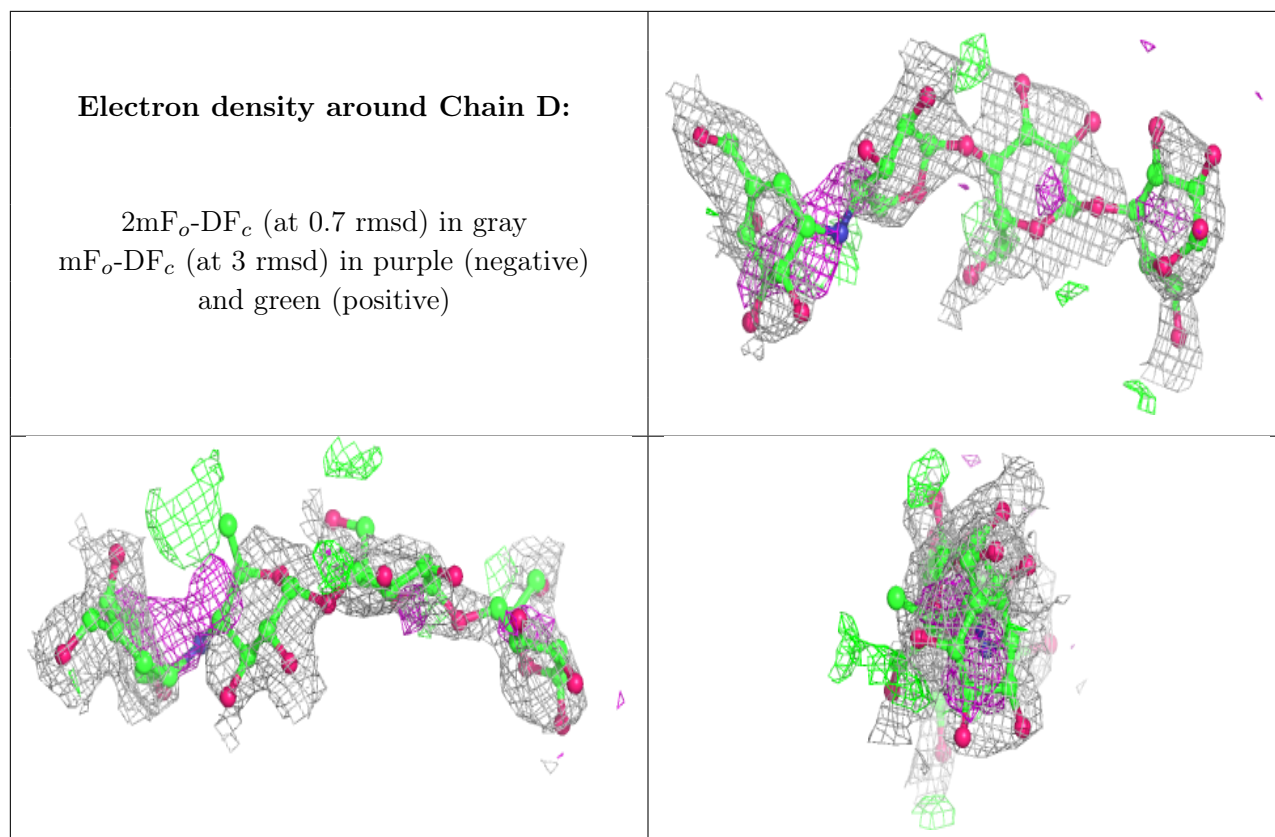 Electron density around Chain D:
2mFₒ-DF𝒸 (at 0.7 rmsd) in gray
mFₒ-DF𝒸 (at 3 rmsd) in purple (negative)
and green (positive)